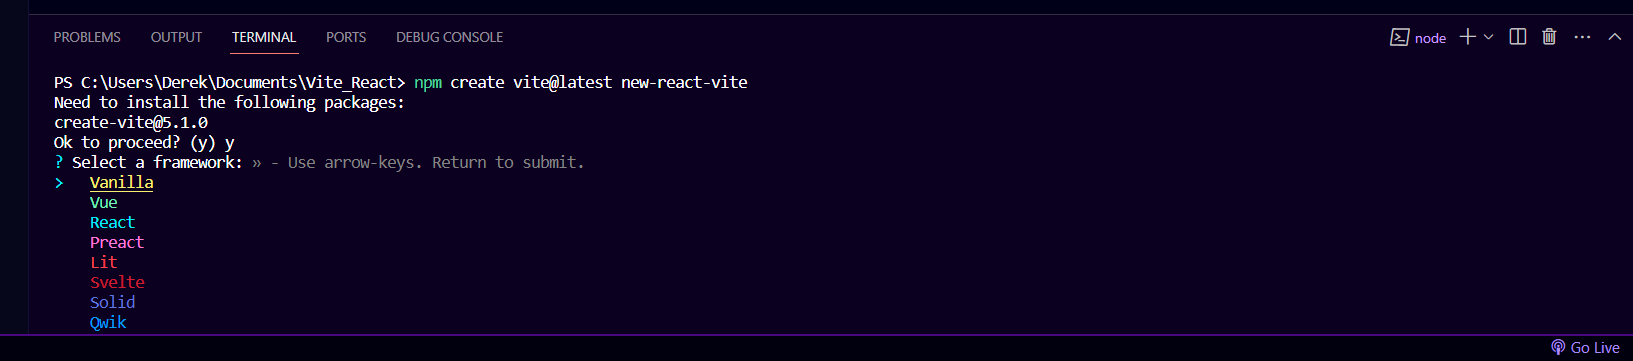 PROBLEMS OUTPUT TERMINAL PORTS DEBUG CONSOLE node
PS C:\Users\Derek\Documents\Vite_React> npm create vite@latest new-react-vite
Need to install the following packages:
create-vite@5.1.0
Ok to proceed? (y) y
? Select a framework: » - Use arrow-keys. Return to submit.
> Vanilla
Vue
React
Preact
Lit
Svelte
Solid
Qwik
Go Live